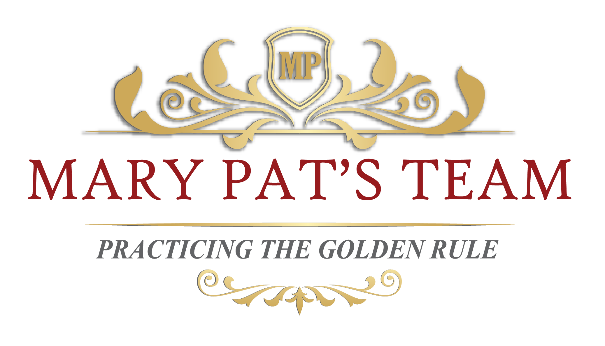 MP
MARY PAT'S TEAM
PRACTICING THE GOLDEN RULE